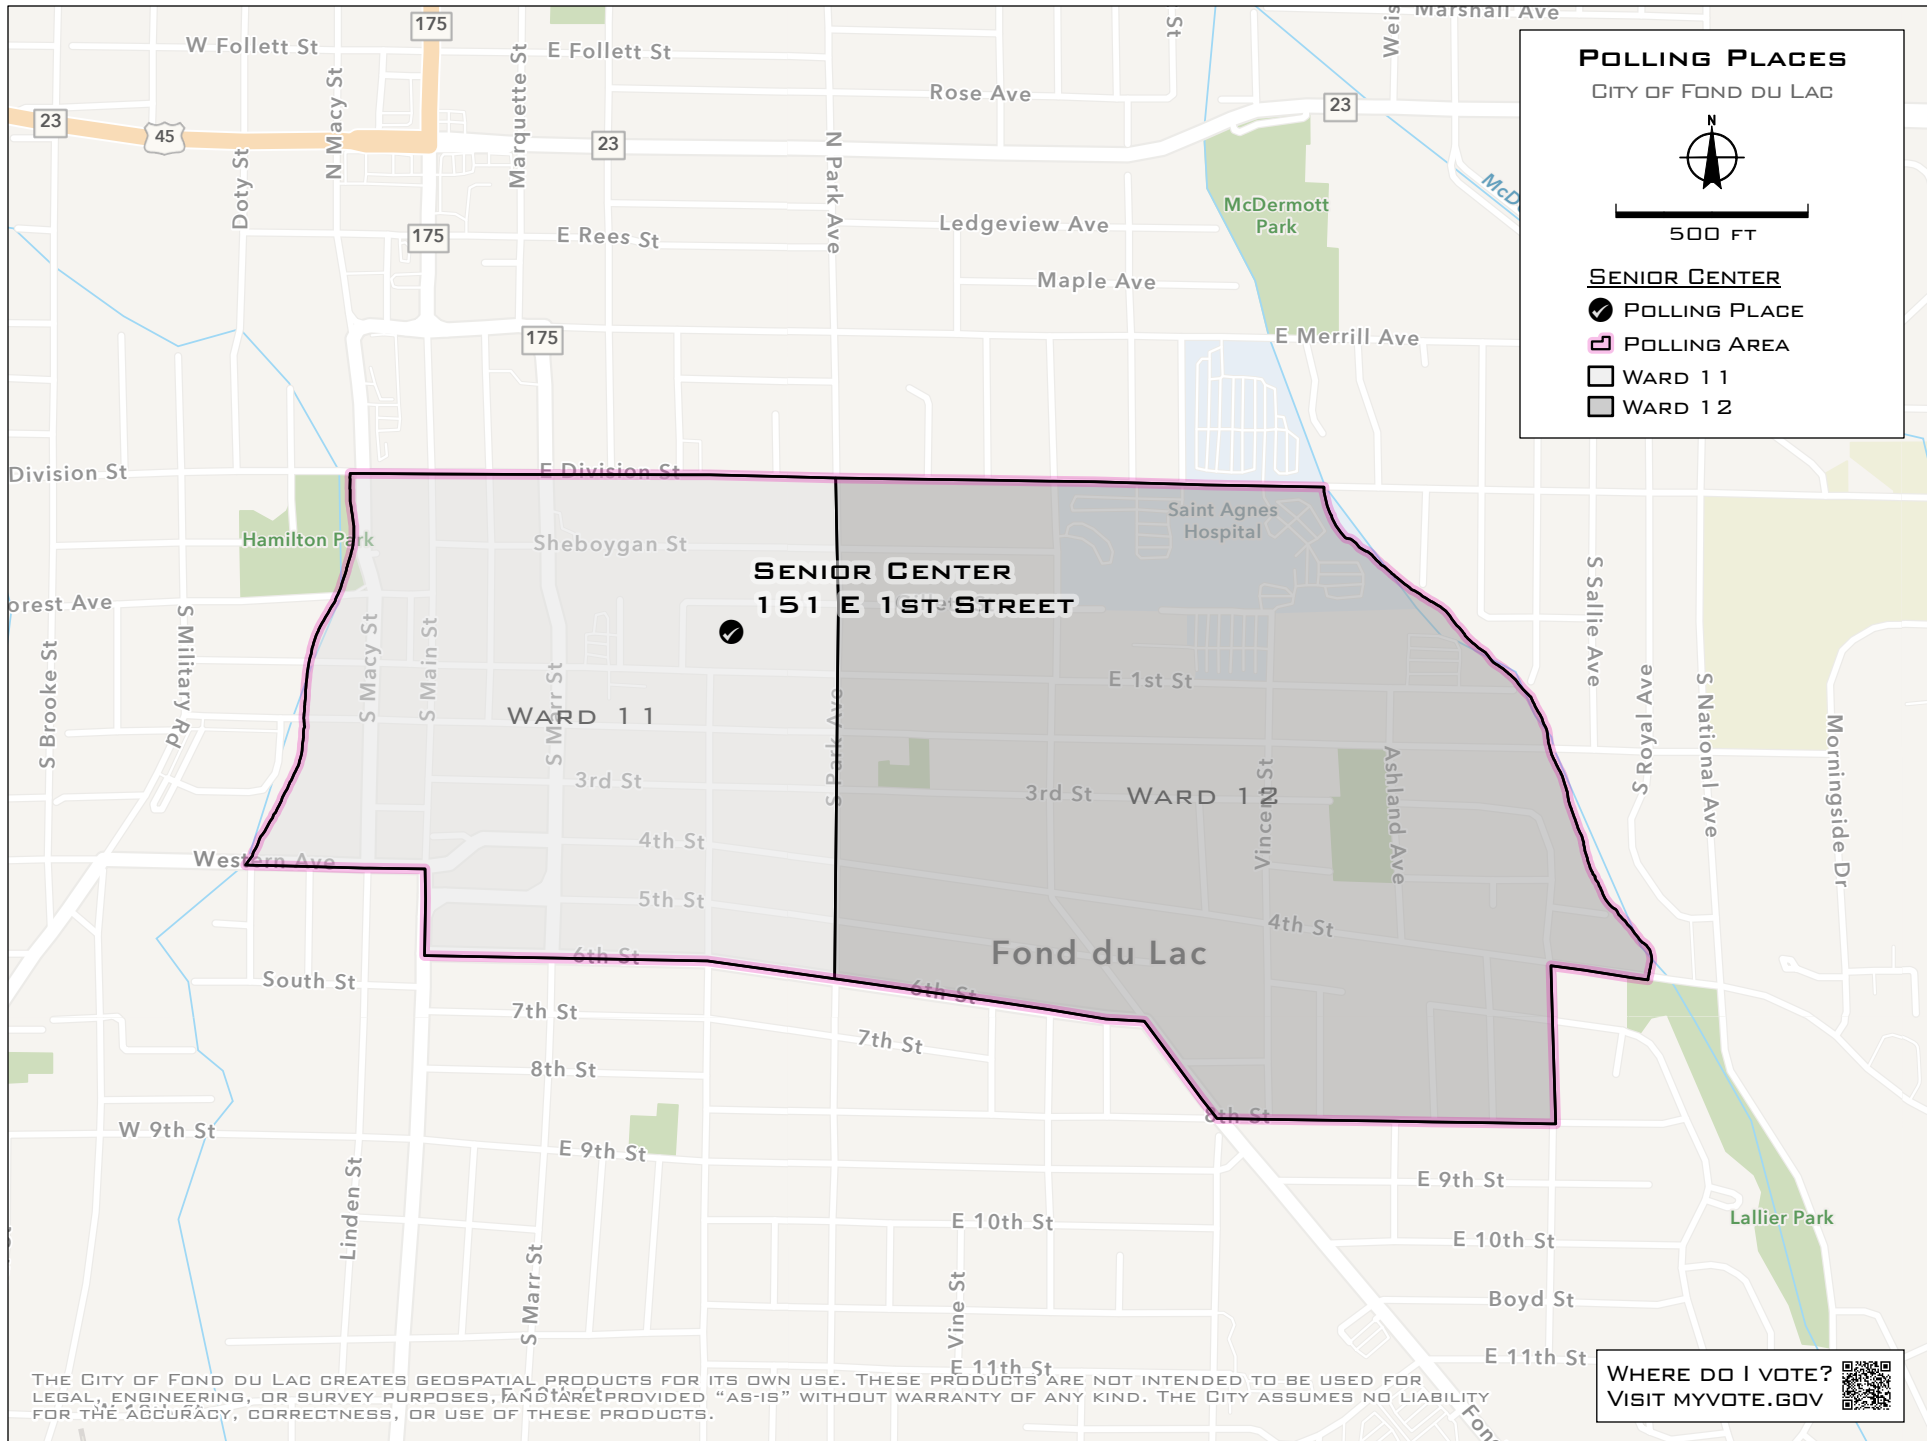 Marshall Ave
175
W Follett St
E Follett St
St
Weis
N Macy St
Marquette St
Rose Ave
23
45
23
23
N Park Ave
Doty St
175
E Rees St
Ledgeview Ave
Maple Ave
McDermott
Park
175
E Merrill Ave
POLLING PLACES
CITY OF FOND DU LAC
N
500 FT
SENIOR CENTER
POLLING PLACE
POLLING AREA
WARD 11
WARD 12
Division St
E Division St
Hamilton Park
Sheboygan St
Saint Agnes
Hospital
SENIOR CENTER
151 E 1ST STREET
orest Ave
S Military Rd
S Brooke St
S Macy St
S Main St
S Marr St
S Park Ave
E 1st St
WARD 11
WARD 12
3rd St
3rd St
Vincent St
Ashland Ave
S Sallie Ave
S Royal Ave
S National Ave
Morningside Dr
4th St
Western Ave
5th St
4th St
Fond du Lac
6th St
6th St
South St
7th St
7th St
8th St
8th St
W 9th St
E 9th St
E 9th St
Linden St
S Marr St
E 10th St
E 10th St
Lallier Park
Vine St
Boyd St
E 11th St
E 11th St
Fon
THE CITY OF FOND DU LAC CREATES GEOSPATIAL PRODUCTS FOR ITS OWN USE. THESE PRODUCTS ARE NOT INTENDED TO BE USED FOR
LEGAL, ENGINEERING, OR SURVEY PURPOSES, AND ARE PROVIDED "AS-IS" WITHOUT WARRANTY OF ANY KIND. THE CITY ASSUMES NO LIABILITY
FOR THE ACCURACY, CORRECTNESS, OR USE OF THESE PRODUCTS.
WHERE DO I VOTE?
VISIT MYVOTE.GOV